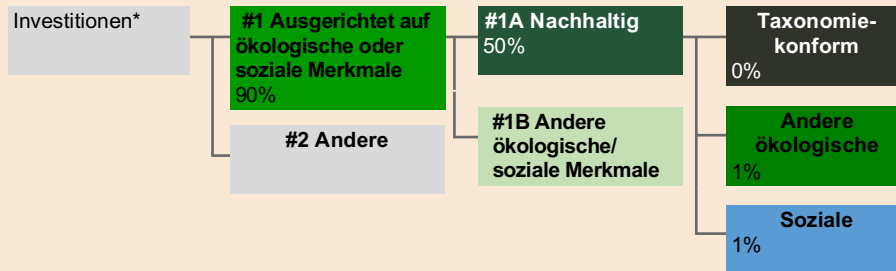 Investitionen*
#1 Ausgerichtet auf
ökologische oder
soziale Merkmale
90%
#2 Andere
#1A Nachhaltig
50%
#1B Andere
ökologische/
soziale Merkmale
Taxonomie-
konform
0%
Andere
ökologische
1%
Soziale
1%